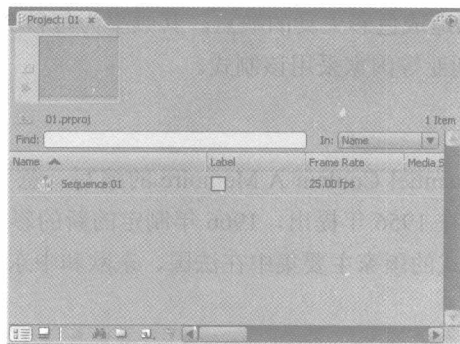 Project: 01 ×
01.prproj 1 Item
Find: In: Name
Name Label Frame Rate Media S
Sequence 01 25.00 fps